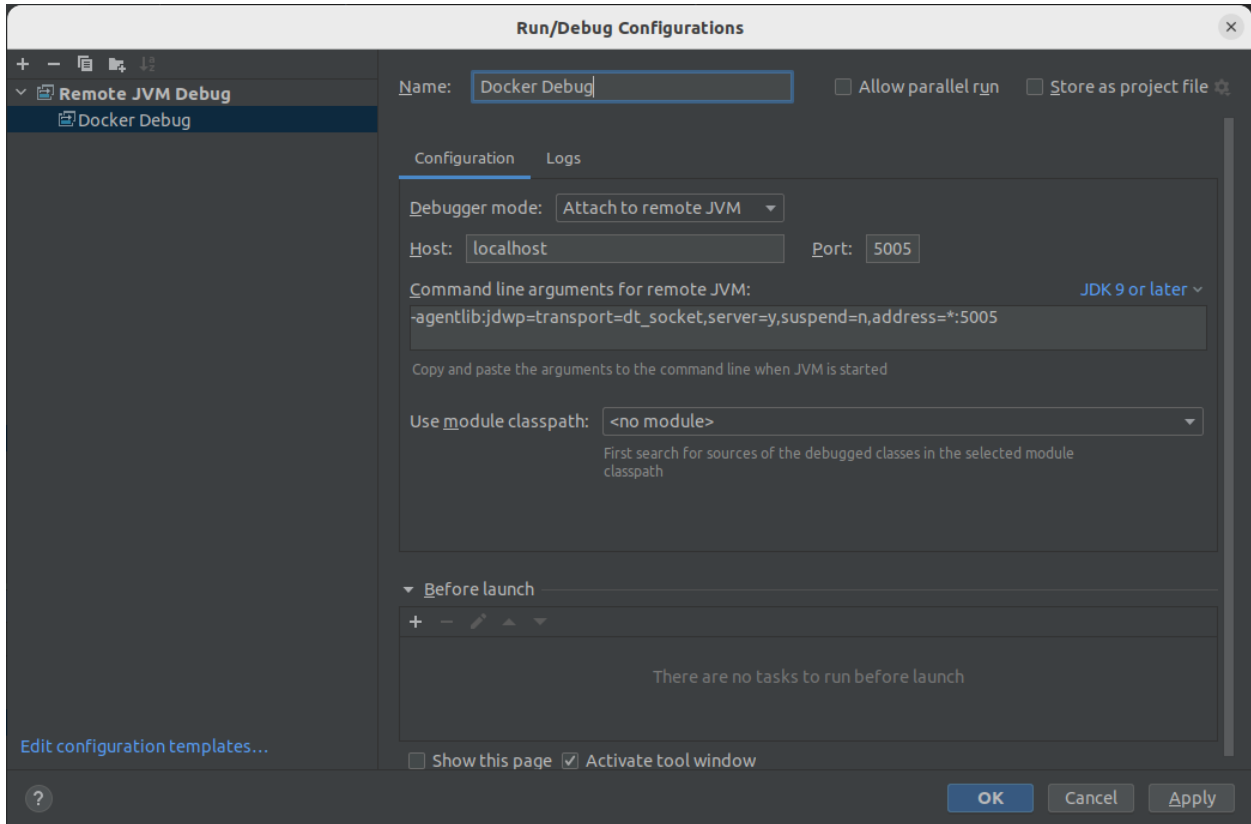 Run/Debug Configurations
Remote JVM Debug
Docker Debug
Edit configuration templates...
Name: Docker Debug Allow parallel run Store as project file
Configuration Logs
Debugger mode: Attach to remote JVM
Host: localhost Port: 5005
Command line arguments for remote JVM: JDK 9 or later
-agentlib:jdwp=transport=dt_socket,server=y,suspend=n,address=*:5005
Copy and paste the arguments to the command line when JVM is started
Use module classpath: <no module>
First search for sources of the debugged classes in the selected module
classpath
Before launch
There are no tasks to run before launch
Show this page Activate tool window
? OK Cancel Apply